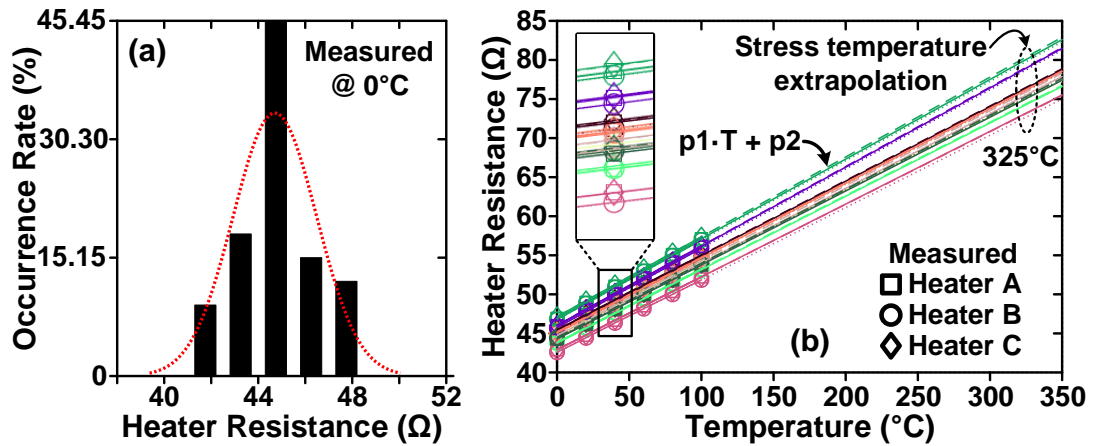 (a)
Measured
@ 0°C
Occurrence Rate (%)
45.45
30.30
15.15
0
40
44
48
52
Heater Resistance (Ω)
(b)
Heater Resistance (Ω)
85
80
75
70
65
60
55
50
45
40
Stress temperature
extrapolation
p1·T + p2
325°C
Measured
Heater A
Heater B
Heater C
0
50
100
150
200
250
300
350
Temperature (°C)